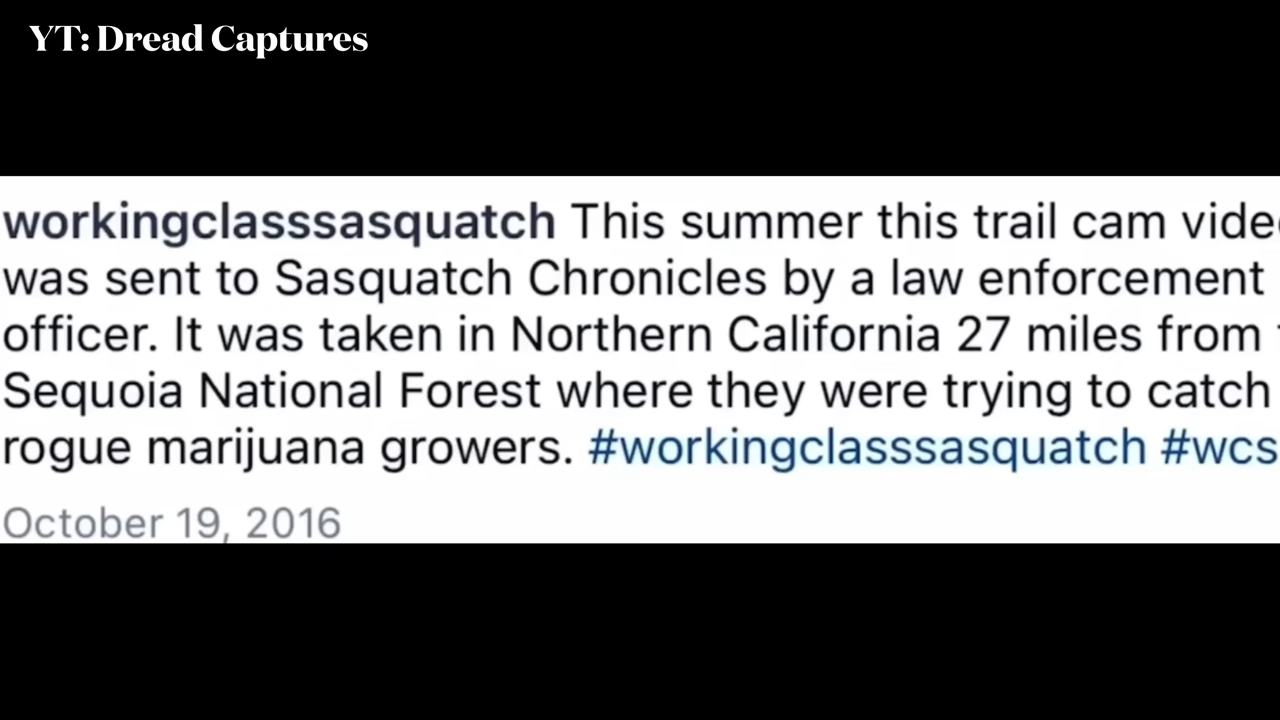 YT: Dread Captures
workingclasssasquatch This summer this trail cam vide
was sent to Sasquatch Chronicles by a law enforcement
officer. It was taken in Northern California 27 miles from
Sequoia National Forest where they were trying to catch
rogue marijuana growers. #workingclasssasquatch #wcs
October 19, 2016